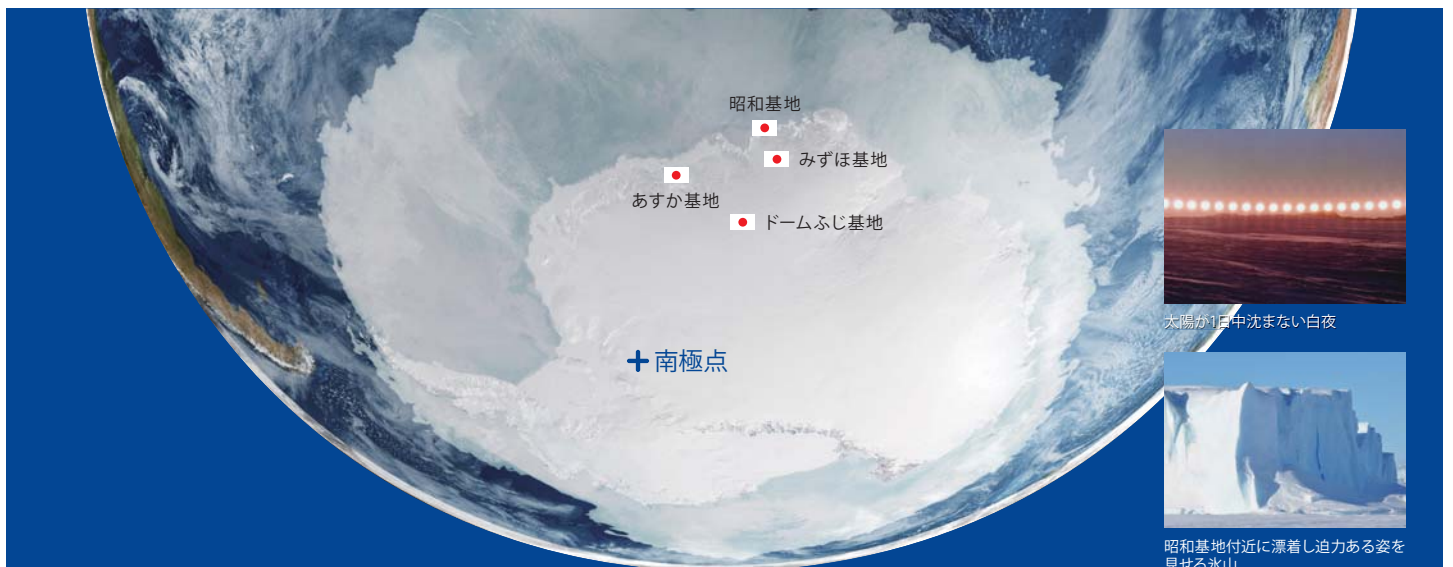 昭和基地
みずほ基地
あすか基地
ドームふじ基地
南極点
太陽が1日中沈まない白夜
昭和基地付近に漂着し迫力ある姿を
見せる氷山